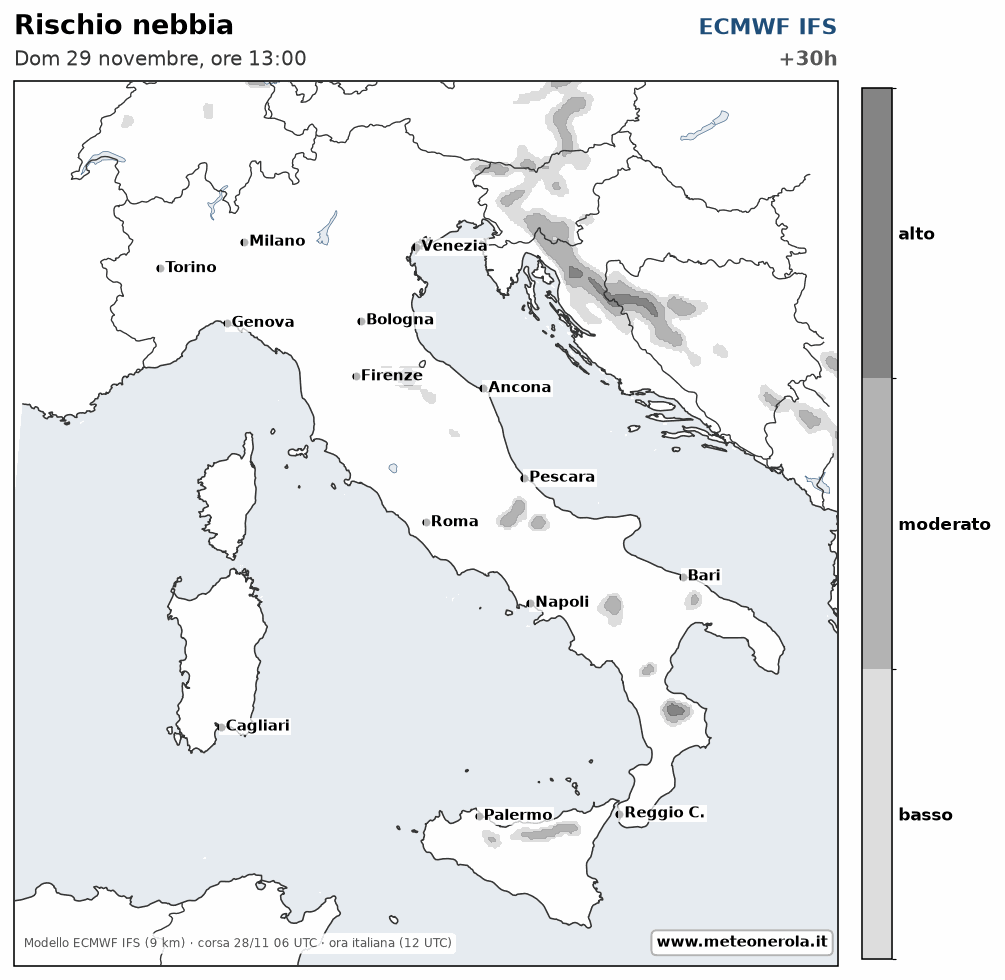 Rischio nebbia
ECMWF IFS
Dom 29 novembre, ore 13:00
+30h
alto
Milano
Venezia
Torino
Bologna
Genova
Firenze
Ancona
Pescara
Roma
moderato
Bari
Napoli
Cagliari
Palermo
Reggio C.
basso
Modello ECMWF IFS (9 km) · corsa 28/11 06 UTC · ora italiana (12 UTC)
www.meteonerola.it